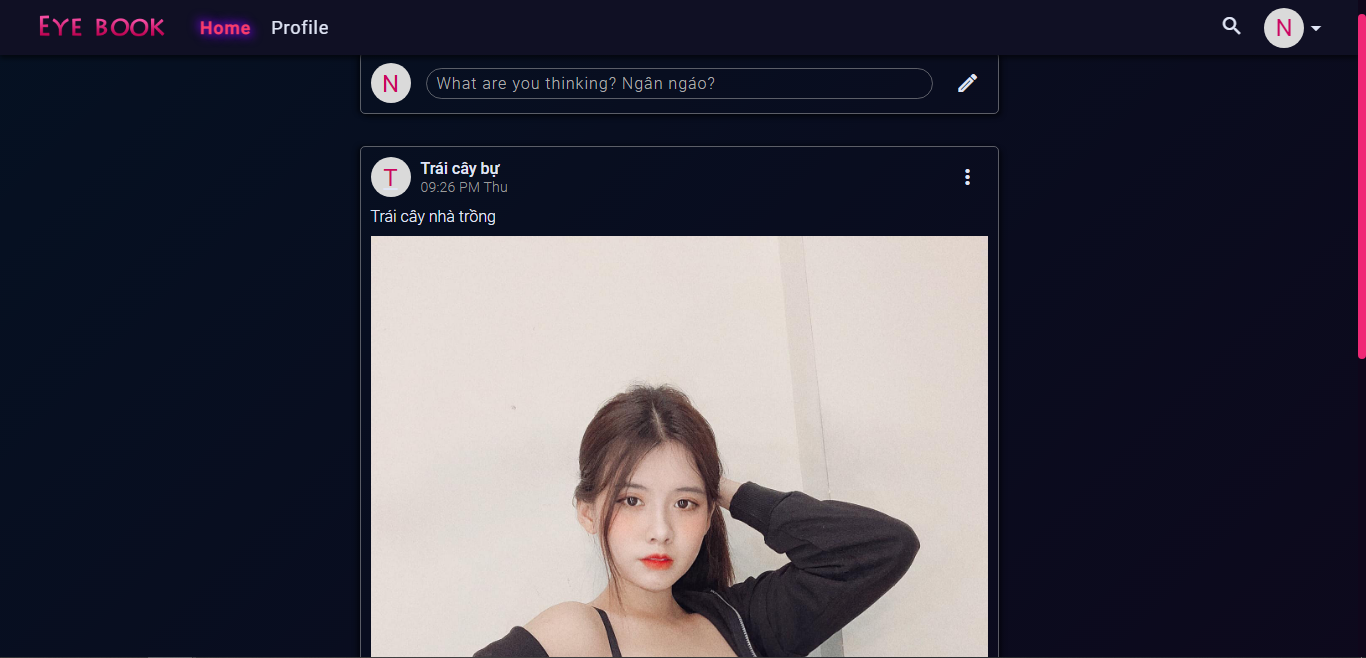 EYE BOOK
Home
Profile
N
N
What are you thinking? Ngân ngáo?
T
Trái cây bự
09:26 PM Thu
Trái cây nhà trồng